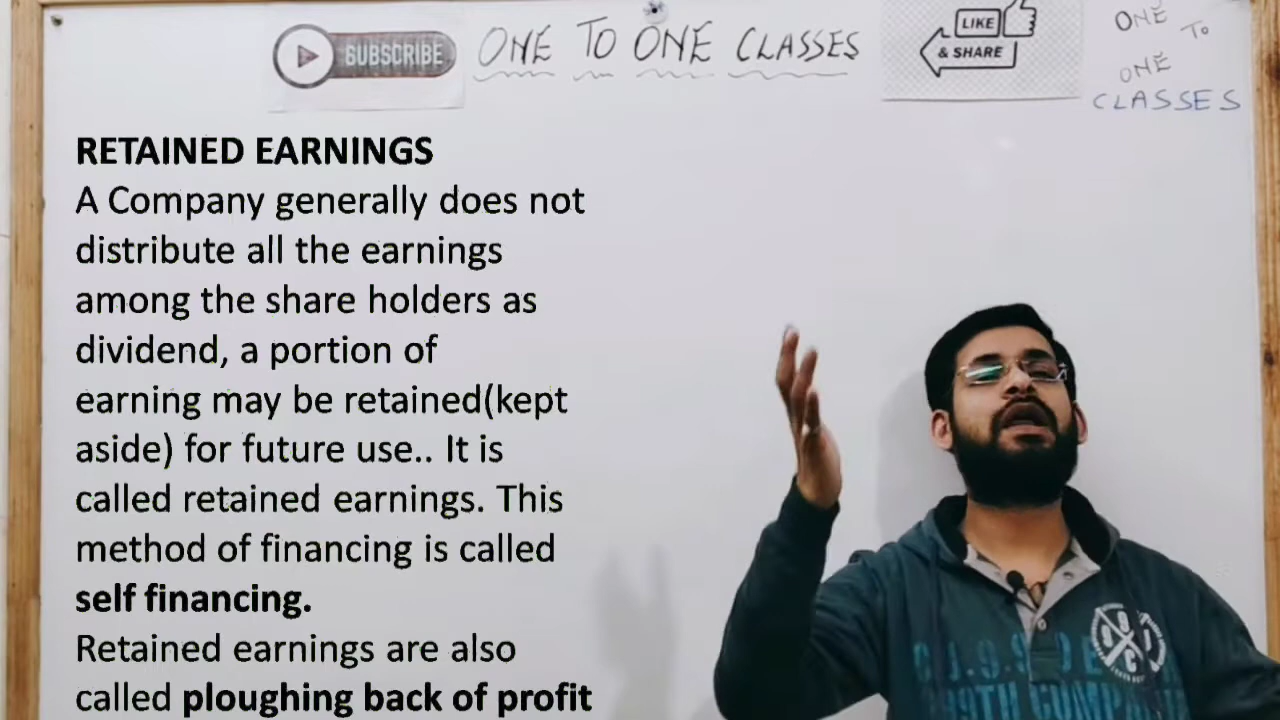 SUBSCRIBE
ONE TO ONE CLASSES
LIKE
& SHARE
ONE
TO
ONE
CLASSES
RETAINED EARNINGS
A Company generally does not
distribute all the earnings
among the share holders as
dividend, a portion of
earning may be retained(kept
aside) for future use.. It is
called retained earnings. This
method of financing is called
self financing.
Retained earnings are also
called ploughing back of profit